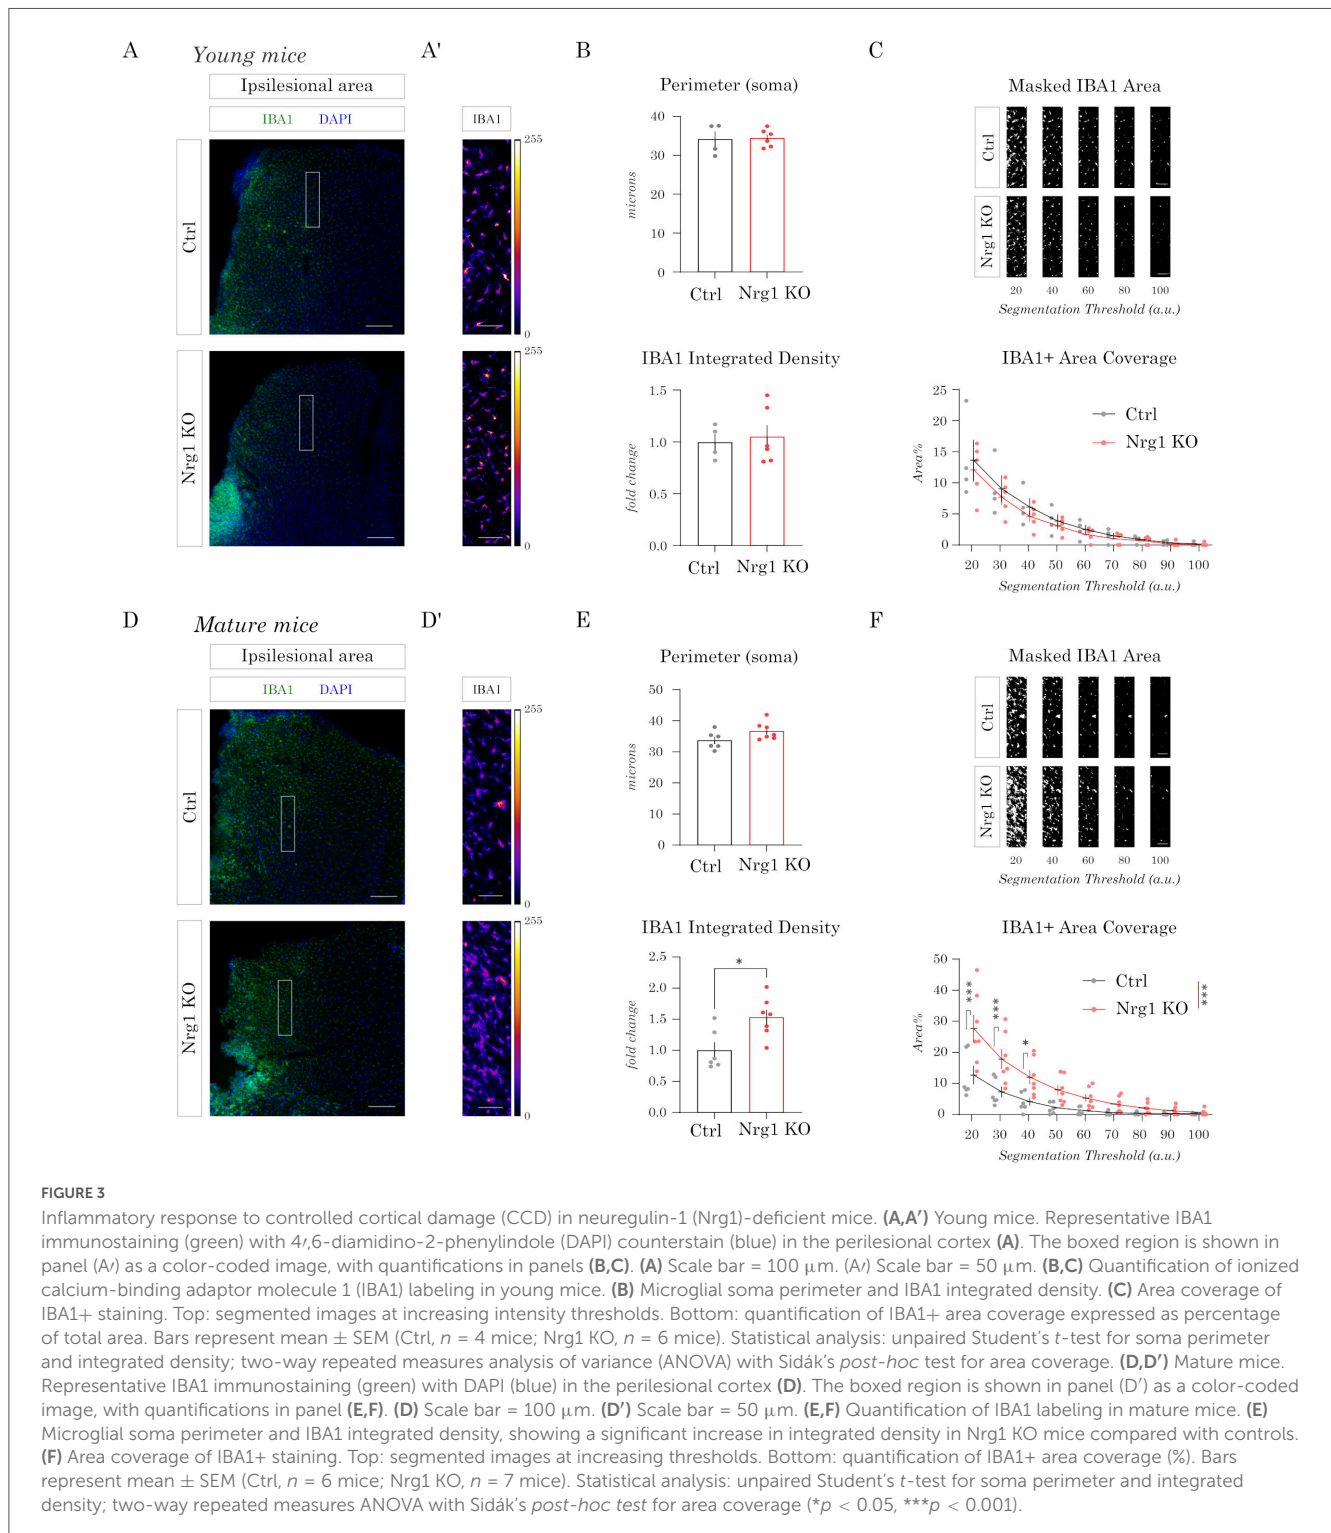 A
Young mice
Ipsilesional area
IBA1 DAPI
Ctrl
Nrg1 KO
A'
IBA1
255
0
255
0
B
Perimeter (soma)
40
30
20
10
0
microns
Ctrl
Nrg1 KO
IBA1 Integrated Density
1.5
1.0
0.5
0.0
fold change
Ctrl
Nrg1 KO
C
Masked IBA1 Area
Ctrl
Nrg1 KO
20 40 60 80 100
Segmentation Threshold (a.u.)
IBA1+ Area Coverage
25
20
15
10
5
0
Area%
Ctrl
Nrg1 KO
20 30 40 50 60 70 80 90 100
Segmentation Threshold (a.u.)
D
Mature mice
Ipsilesional area
IBA1 DAPI
Ctrl
Nrg1 KO
D'
IBA1
255
0
255
0
E
Perimeter (soma)
50
40
30
20
10
0
microns
Ctrl
Nrg1 KO
IBA1 Integrated Density
2.5
2.0
1.5
1.0
0.5
0.0
fold change
*
Ctrl
Nrg1 KO
F
Masked IBA1 Area
Ctrl
Nrg1 KO
20 40 60 80 100
Segmentation Threshold (a.u.)
IBA1+ Area Coverage
50
40
30
20
10
0
Area%
***
***
*
Ctrl
Nrg1 KO
***
20 30 40 50 60 70 80 90 100
Segmentation Threshold (a.u.)
FIGURE 3
Inflammatory response to controlled cortical damage (CCD) in neuregulin-1 (Nrg1)-deficient mice. (A,A′) Young mice. Representative IBA1
immunostaining (green) with 4′,6-diamidino-2-phenylindole (DAPI) counterstain (blue) in the perilesional cortex (A). The boxed region is shown in
panel (A′) as a color-coded image, with quantifications in panels (B,C). (A) Scale bar = 100 μm. (A′) Scale bar = 50 μm. (B,C) Quantification of ionized
calcium-binding adaptor molecule 1 (IBA1) labeling in young mice. (B) Microglial soma perimeter and IBA1 integrated density. (C) Area coverage of
IBA1+ staining. Top: segmented images at increasing intensity thresholds. Bottom: quantification of IBA1+ area coverage expressed as percentage
of total area. Bars represent mean ± SEM (Ctrl, n = 4 mice; Nrg1 KO, n = 6 mice). Statistical analysis: unpaired Student's t-test for soma perimeter
and integrated density; two-way repeated measures analysis of variance (ANOVA) with Sidák's post-hoc test for area coverage. (D,D′) Mature mice.
Representative IBA1 immunostaining (green) with DAPI (blue) in the perilesional cortex (D). The boxed region is shown in panel (D′) as a color-coded
image, with quantifications in panel (E,F). (D) Scale bar = 100 μm. (D′) Scale bar = 50 μm. (E,F) Quantification of IBA1 labeling in mature mice. (E)
Microglial soma perimeter and IBA1 integrated density, showing a significant increase in integrated density in Nrg1 KO mice compared with controls.
(F) Area coverage of IBA1+ staining. Top: segmented images at increasing thresholds. Bottom: quantification of IBA1+ area coverage (%). Bars
represent mean ± SEM (Ctrl, n = 6 mice; Nrg1 KO, n = 7 mice). Statistical analysis: unpaired Student's t-test for soma perimeter and integrated
density; two-way repeated measures ANOVA with Sidák's post-hoc test for area coverage (*p < 0.05, ***p < 0.001).